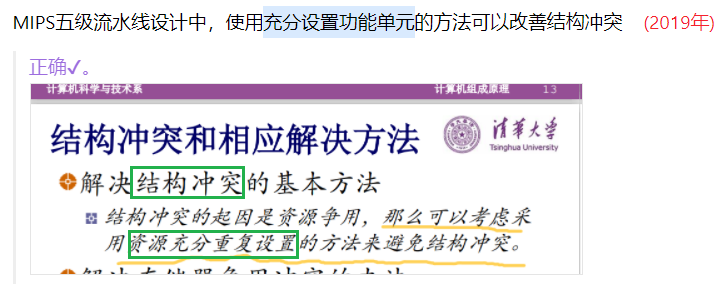 MIPS五级流水线设计中，使用充分设置功能单元的方法可以改善结构冲突 (2019年)
正确✓。
计算机科学与技术系 计算机组成原理 13
结构冲突和相应解决方法
清华大学
Tsinghua University
解决结构冲突的基本方法
结构冲突的起因是资源争用，那么可以考虑采
用资源充分重复设置的方法来避免结构冲突。